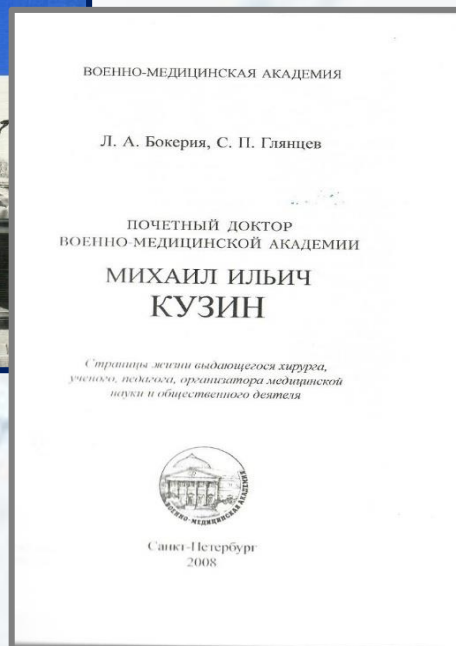 ВОЕННО-МЕДИЦИНСКАЯ АКАДЕМИЯ
Л. А. Бокерия, С. П. Глянцев
ПОЧЕТНЫЙ ДОКТОР
ВОЕННО-МЕДИЦИНСКОЙ АКАДЕМИИ
МИХАИЛ ИЛЬИЧ
КУЗИН
Страницы жизни выдающегося хирурга,
ученого, педагога, организатора медицинской
науки и общественного деятеля
ВОЕННО-МЕДИЦИНСКАЯ АКАДЕМИЯ
Санкт-Петербург
2008